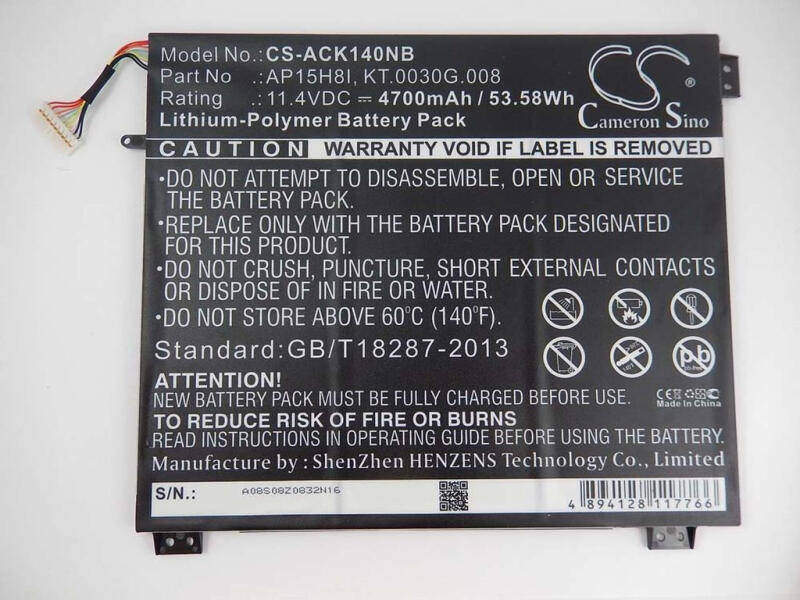 Model No.:CS-ACK140NB
Part No :AP15H8I, KT.0030G.008
Rating :11.4VDC ⎓ 4700mAh / 53.58Wh
Lithium-Polymer Battery Pack
CS
®
Cameron Sino
CAUTION WARRANTY VOID IF LABEL IS REMOVED
•DO NOT ATTEMPT TO DISASSEMBLE, OPEN OR SERVICE
THE BATTERY PACK.
•REPLACE ONLY WITH THE BATTERY PACK DESIGNATED
FOR THIS PRODUCT.
•DO NOT CRUSH, PUNCTURE, SHORT EXTERNAL CONTACTS
OR DISPOSE OF IN FIRE OR WATER.
•DO NOT STORE ABOVE 60°C (140°F).
Standard:GB/T18287-2013
pb
pb-free
ATTENTION!
NEW BATTERY PACK MUST BE FULLY CHARGED BEFORE USE.
CE
Made In China
TO REDUCE RISK OF FIRE OR BURNS
READ INSTRUCTIONS IN OPERATING GUIDE BEFORE USING BATTERY.
Manufacture by: ShenZhen HENZENS Technology Co., Limited
S/N.: A08S08Z0832N16
4 894128 117766